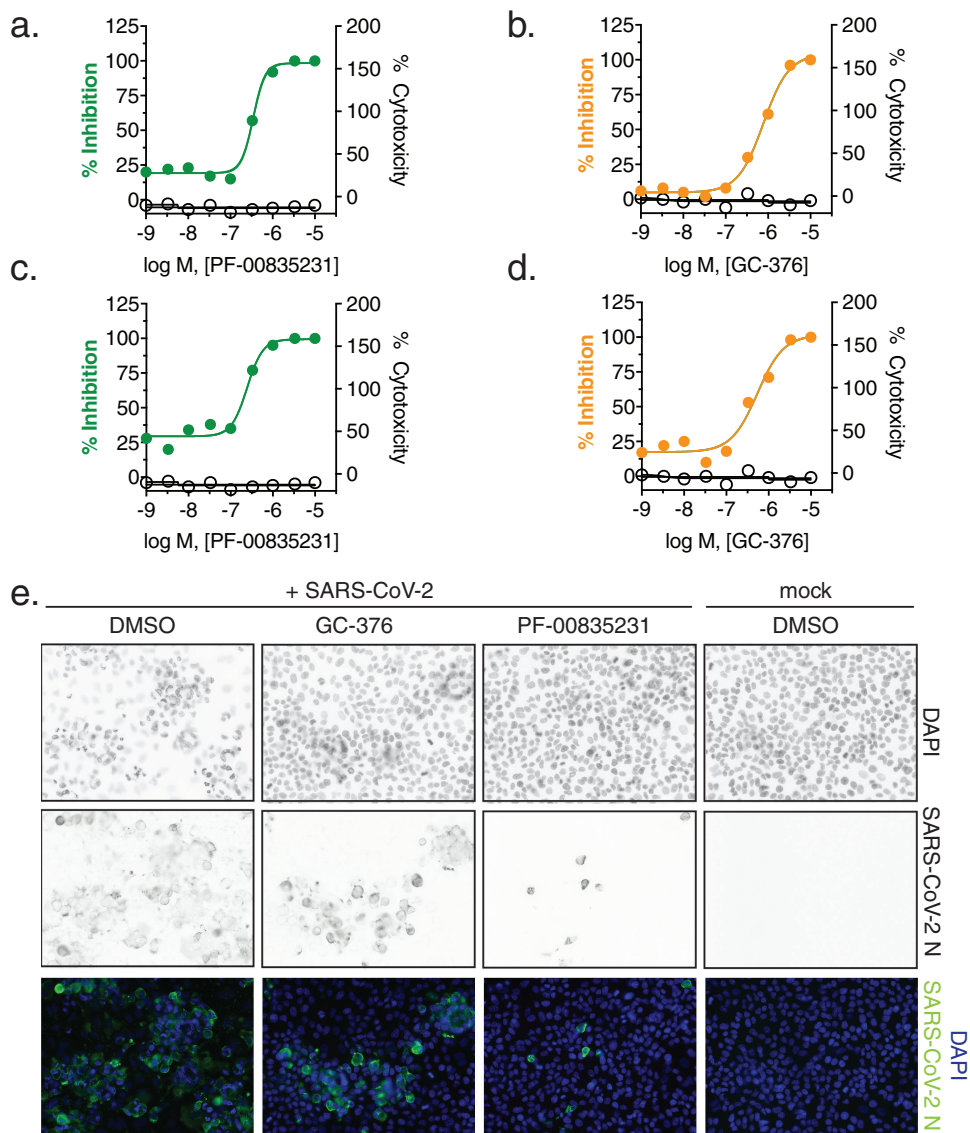 a.
125
100
75
50
25
0
% Inhibition
200
150
100
50
0
% Cytotoxicity
-9 -8 -7 -6 -5
log M, [PF-00835231]
b.
125
100
75
50
25
0
% Inhibition
200
150
100
50
0
% Cytotoxicity
-9 -8 -7 -6 -5
log M, [GC-376]
c.
125
100
75
50
25
0
% Inhibition
200
150
100
50
0
% Cytotoxicity
-9 -8 -7 -6 -5
log M, [PF-00835231]
d.
125
100
75
50
25
0
% Inhibition
200
150
100
50
0
% Cytotoxicity
-9 -8 -7 -6 -5
log M, [GC-376]
e.
+ SARS-CoV-2 mock
DMSO GC-376 PF-00835231 DMSO
DAPI
SARS-CoV-2 N
DAPI
SARS-CoV-2 N